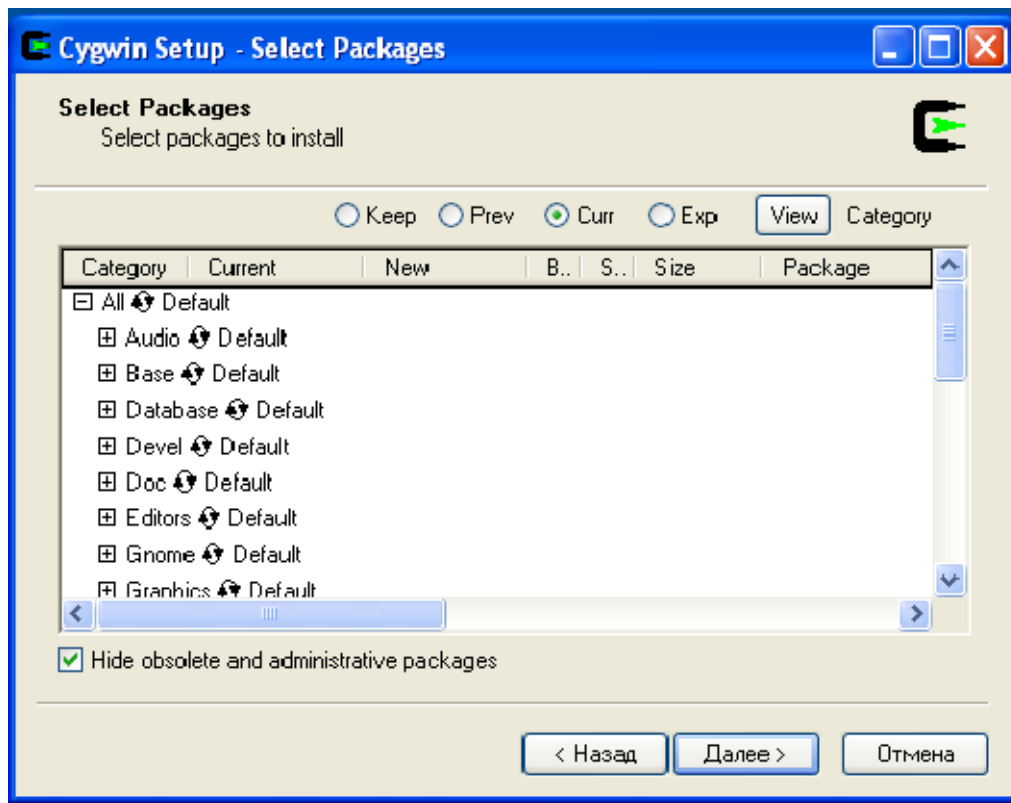 Cygwin Setup - Select Packages
Select Packages
Select packages to install
Keep Prev Curr Exp View Category
Category Current New B.. S.. Size Package
All Default
Audio Default
Base Default
Database Default
Devel Default
Doc Default
Editors Default
Gnome Default
Graphics Default
Hide obsolete and administrative packages
< Назад Далее > Отмена